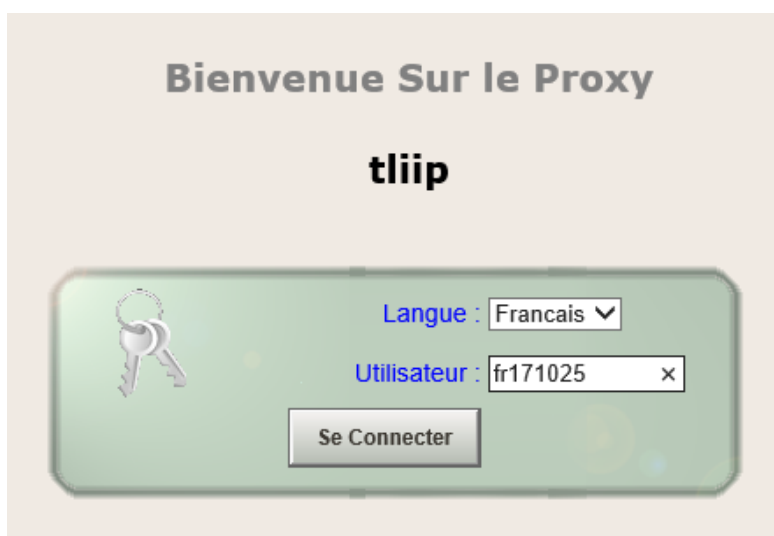 Bienvenue Sur le Proxy
tliip
Langue : Francais
Utilisateur : fr171025 ×
Se Connecter